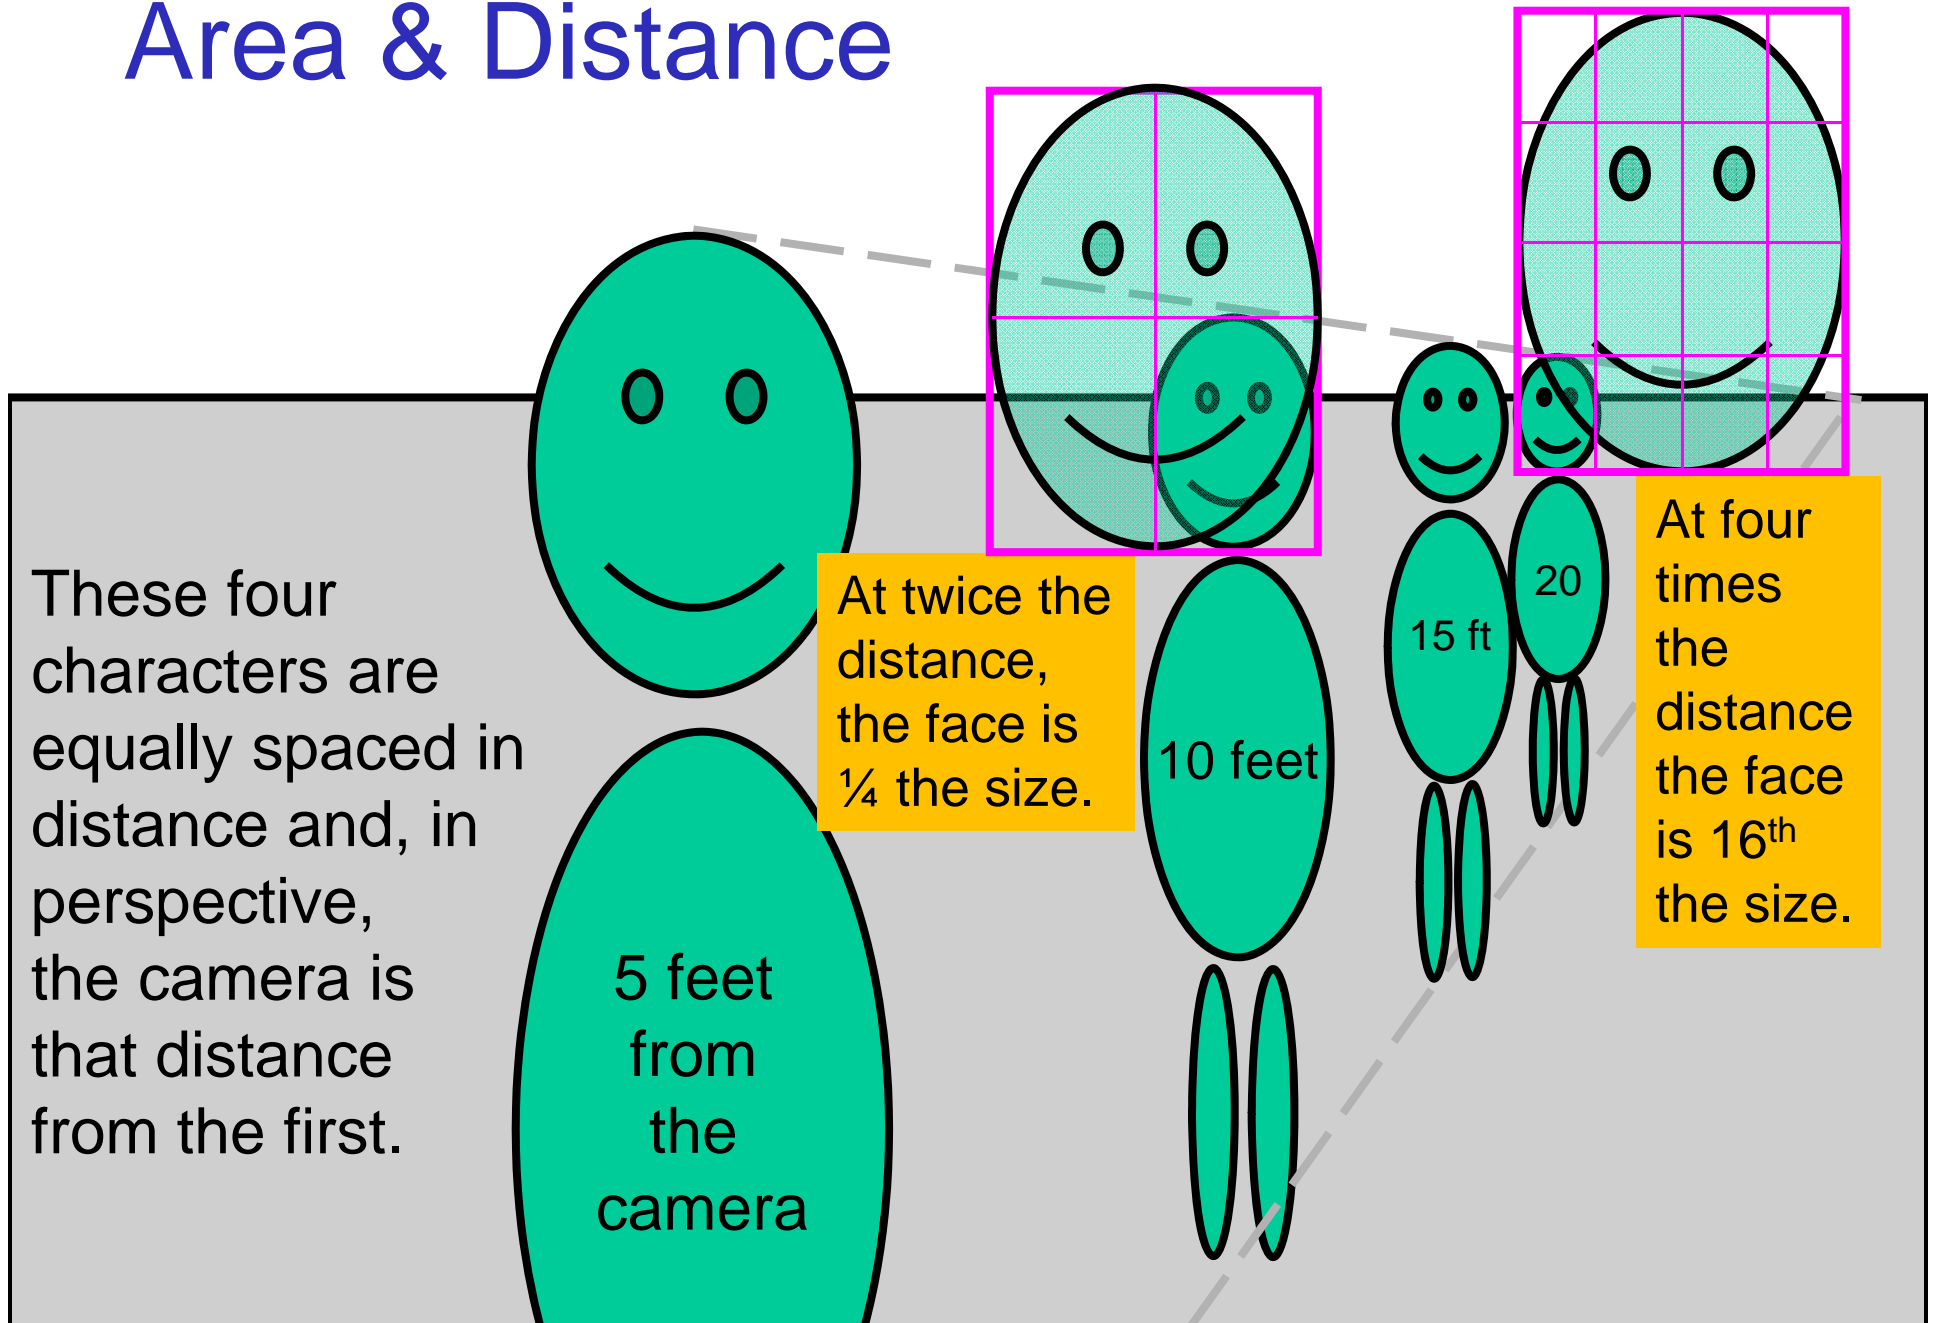 Area & Distance
These four
characters are
equally spaced in
distance and, in
perspective,
the camera is
that distance
from the first.
5 feet
from
the
camera
At twice the
distance,
the face is
¼ the size.
10 feet
15 ft
20
At four
times
the
distance
the face
is 16th
the size.